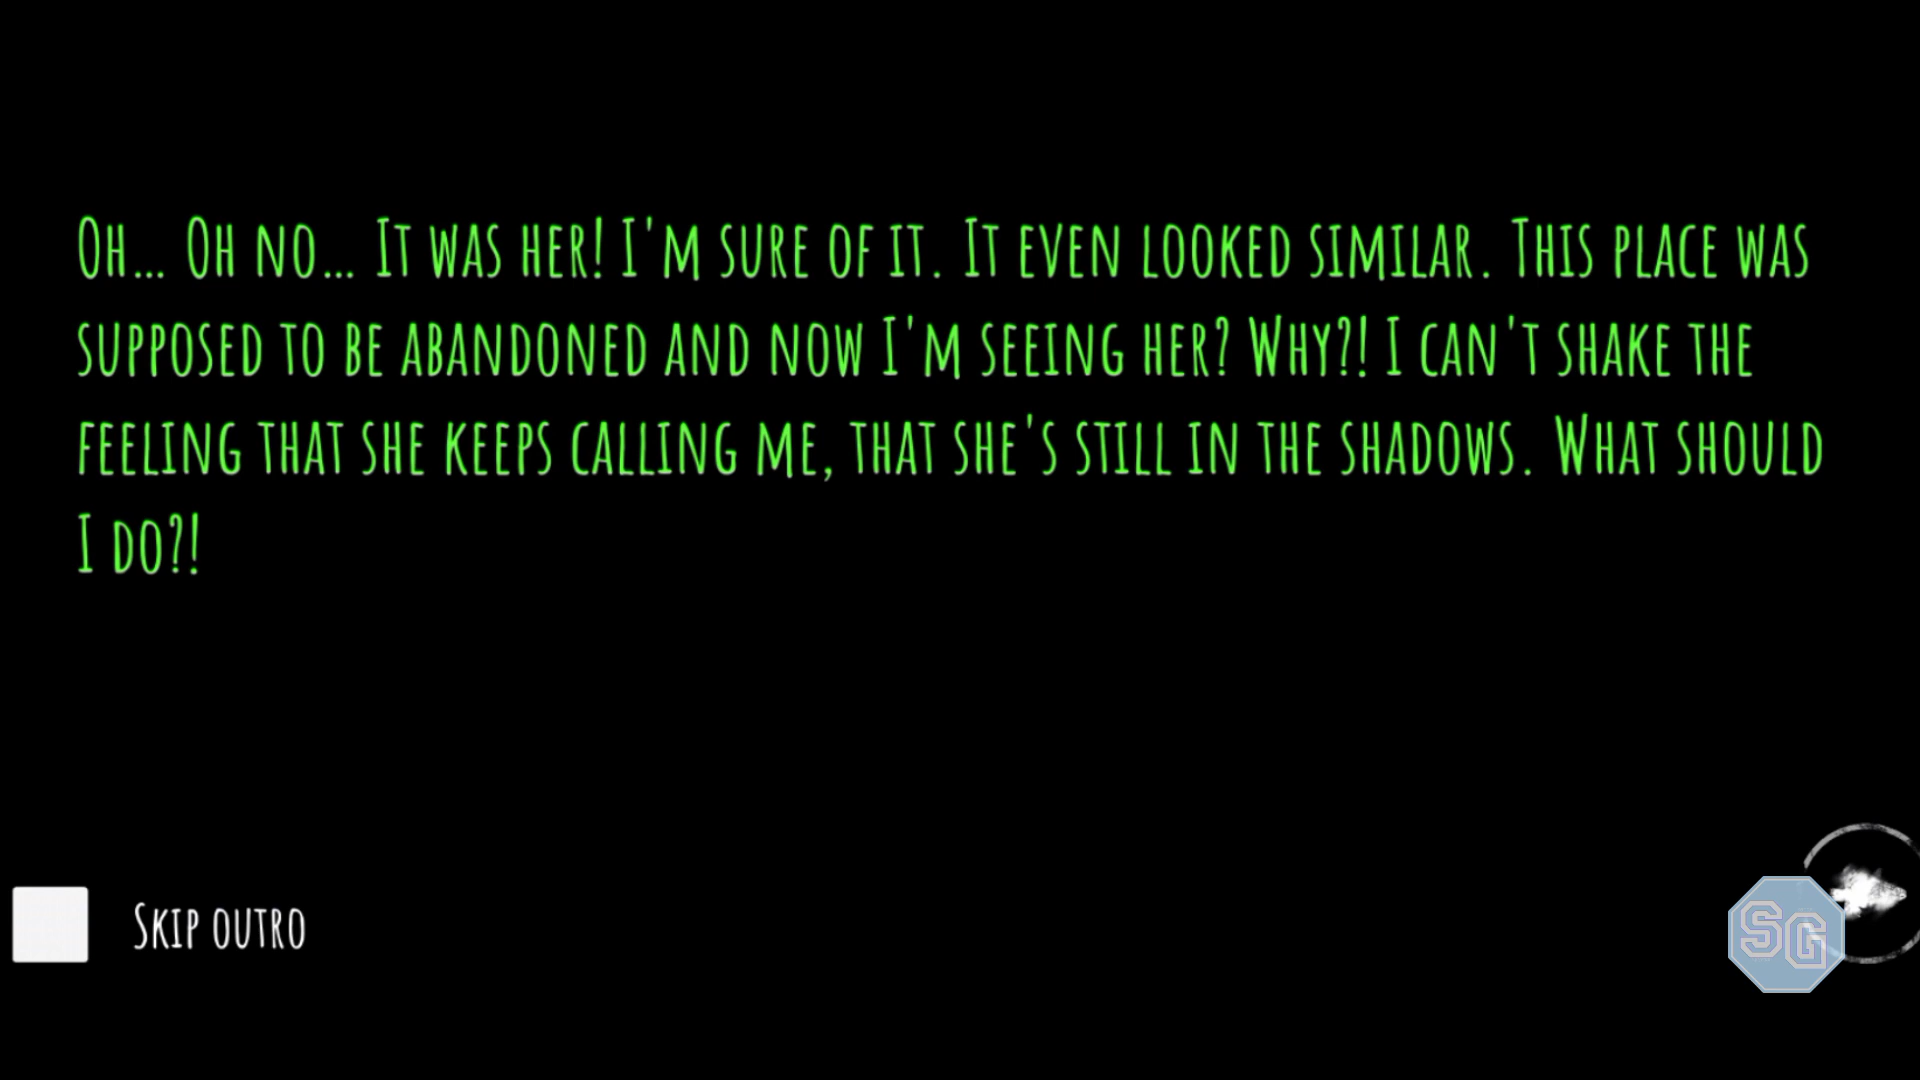 Oh... Oh no... It was her! I'm sure of it. It even looked similar. This place was
supposed to be abandoned and now I'm seeing her? Why?! I can't shake the
feeling that she keeps calling me, that she's still in the shadows. What should
I do?!
Skip outro
SG